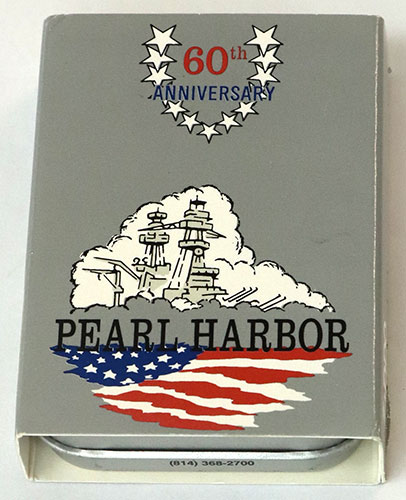 60th
ANNIVERSARY
PEARL HARBOR
(814) 368-2700